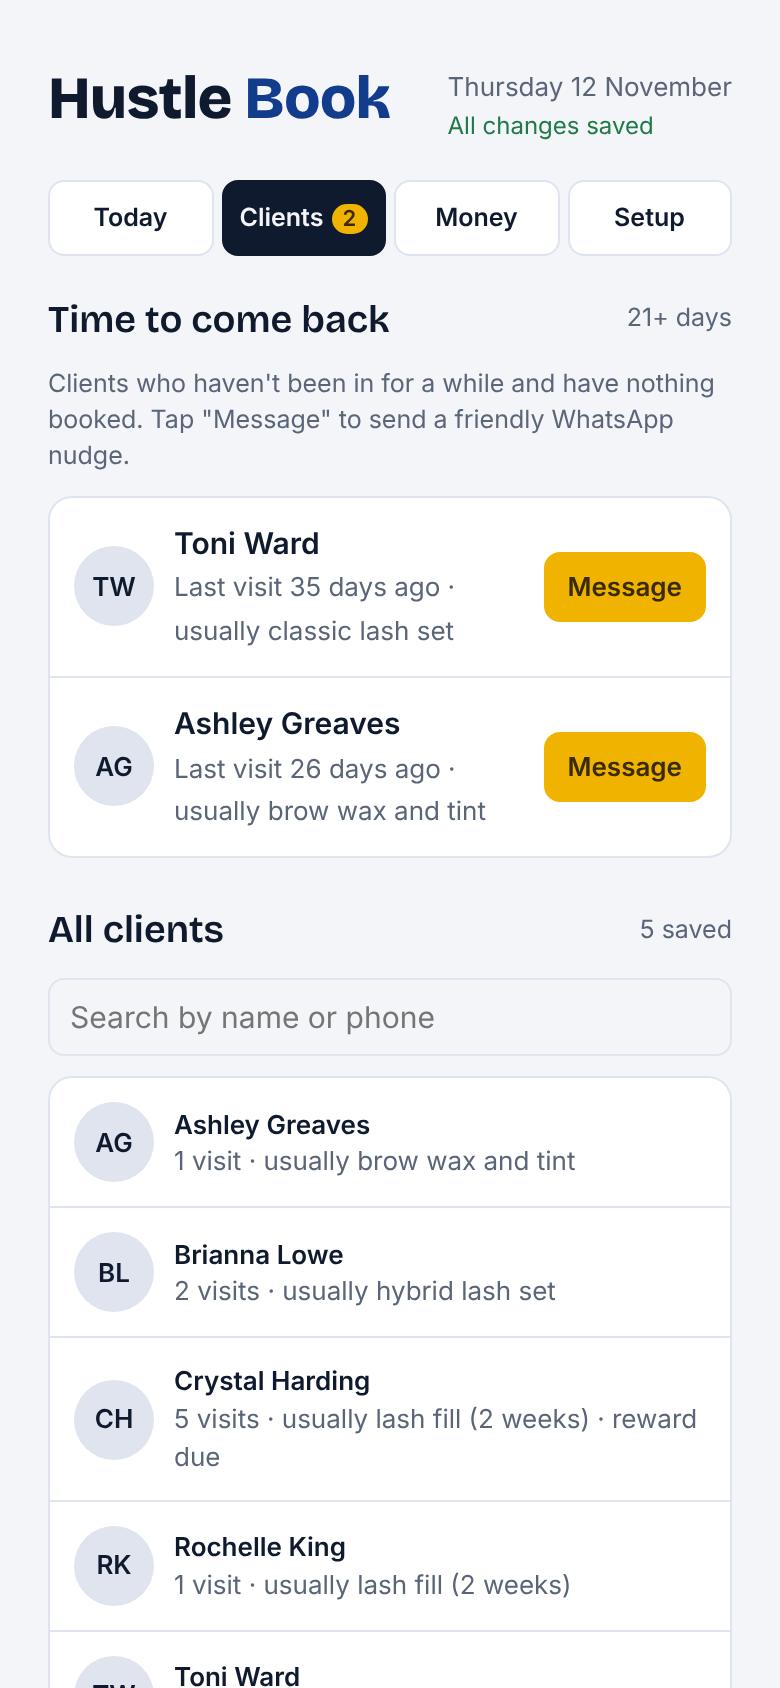 Hustle Book
Thursday 12 November
All changes saved
Today
Clients 2
Money
Setup
Time to come back
21+ days
Clients who haven't been in for a while and have nothing
booked. Tap "Message" to send a friendly WhatsApp
nudge.
TW
Toni Ward
Last visit 35 days ago ·
usually classic lash set
Message
AG
Ashley Greaves
Last visit 26 days ago ·
usually brow wax and tint
Message
All clients
5 saved
Search by name or phone
AG
Ashley Greaves
1 visit · usually brow wax and tint
BL
Brianna Lowe
2 visits · usually hybrid lash set
CH
Crystal Harding
5 visits · usually lash fill (2 weeks) · reward
due
RK
Rochelle King
1 visit · usually lash fill (2 weeks)
TW
Toni Ward